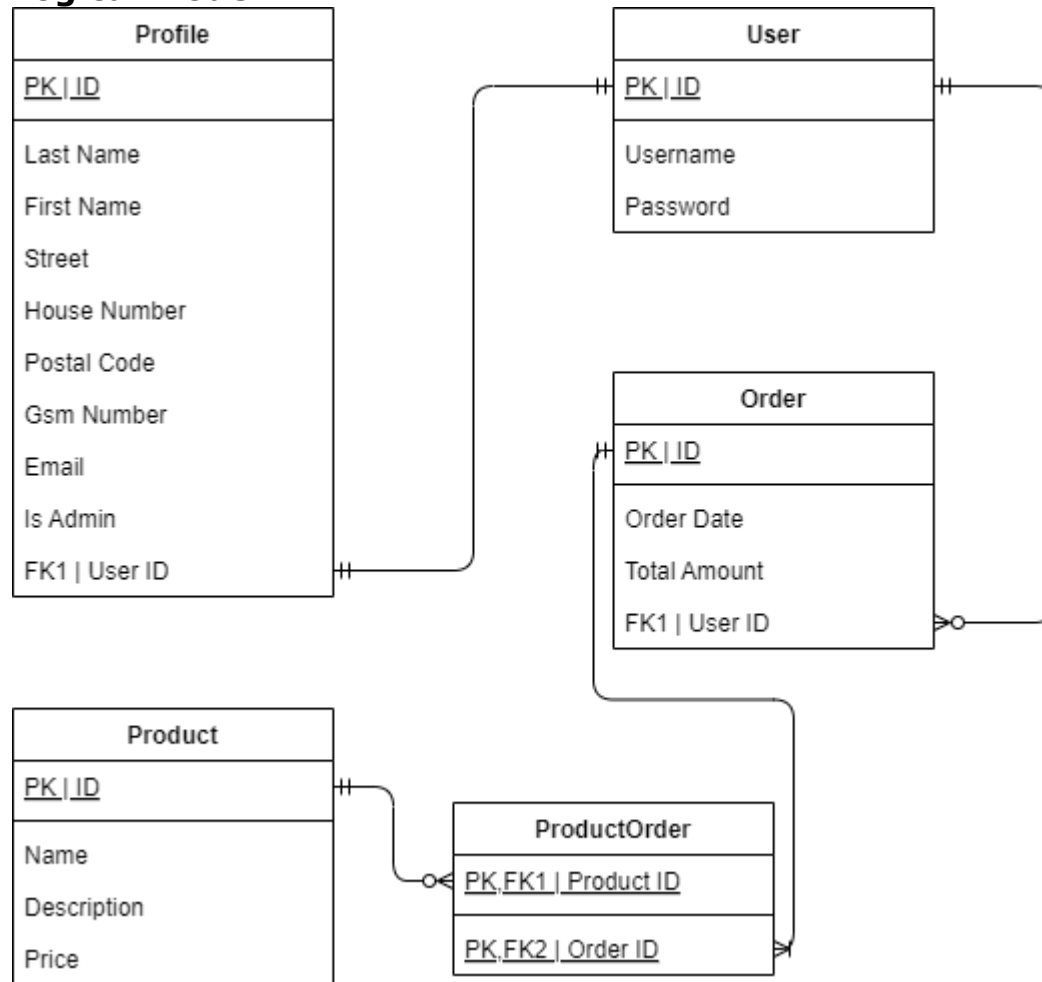 Profile
PK | ID
Last Name
First Name
Street
House Number
Postal Code
Gsm Number
Email
Is Admin
FK1 | User ID
User
PK | ID
Username
Password
Order
PK | ID
Order Date
Total Amount
FK1 | User ID
Product
PK | ID
Name
Description
Price
ProductOrder
PK,FK1 | Product ID
PK,FK2 | Order ID